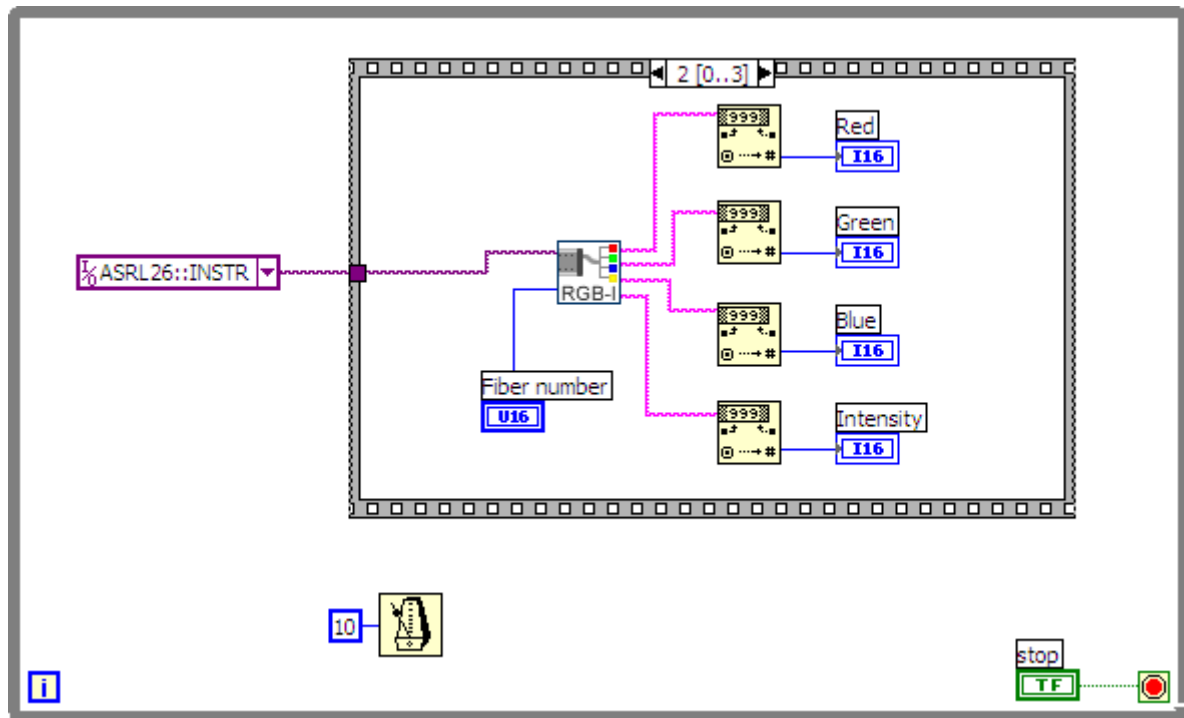 2 [0..3]
999
Red
I16
999
Green
I16
ASRL26::INSTR
RGB-I
999
Blue
I16
Fiber number
U16
999
Intensity
I16
10
stop
TF
i